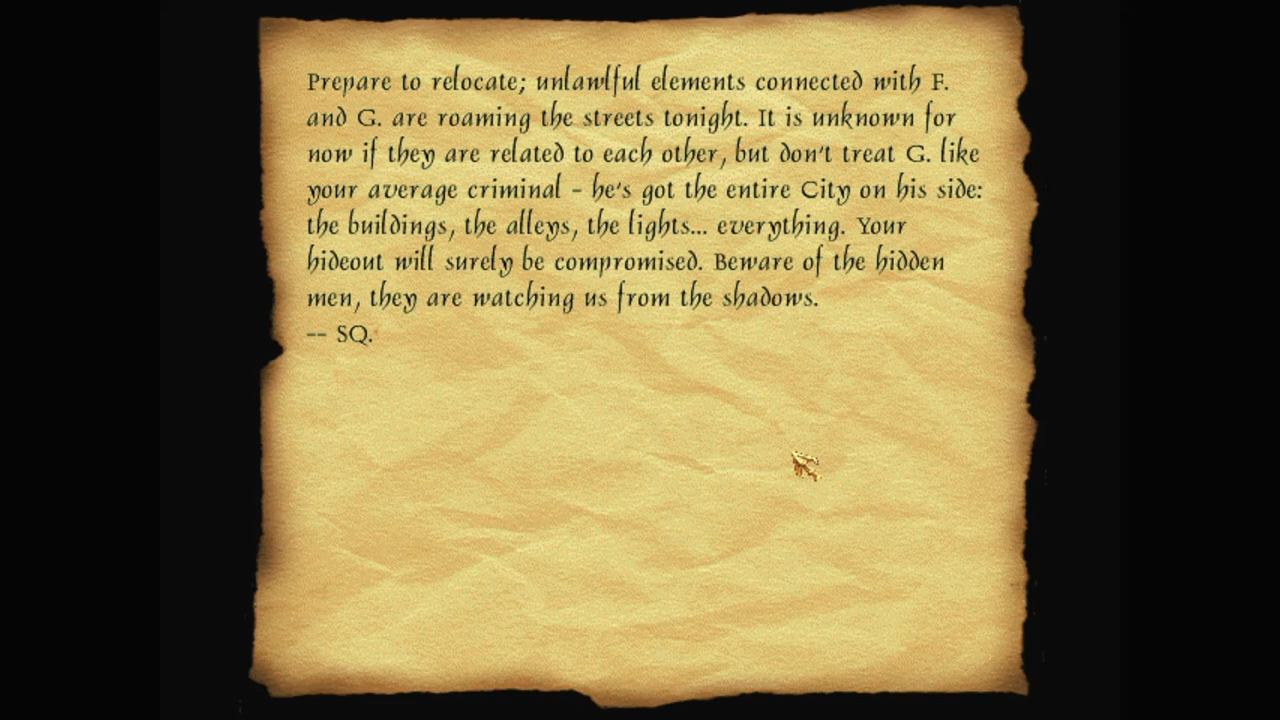 Prepare to relocate; unlawlful elements connected with F.
and G. are roaming the streets tonight. It is unknown for
now if they are related to each other, but don't treat G. like
your average criminal - he's got the entire City on his side:
the buildings, the alleys, the lights... everything. Your
hideout will surely be compromised. Beware of the hidden
men, they are watching us from the shadows.
-- SQ.